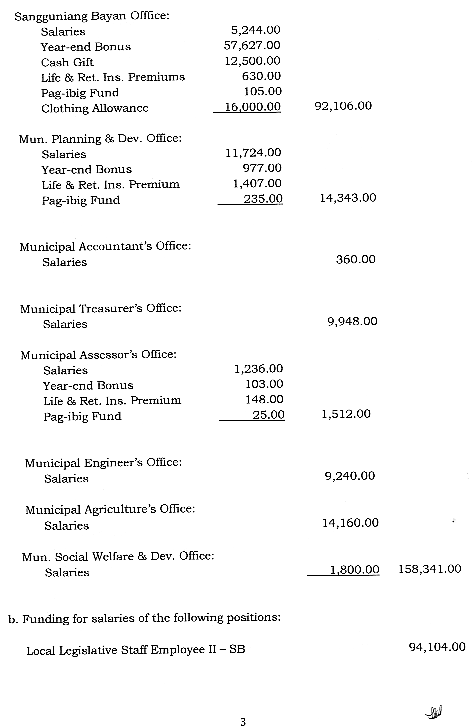 Sangguniang Bayan Offfice:
Salaries 5,244.00
Year-end Bonus 57,627.00
Cash Gift 12,500.00
Life & Ret. Ins. Premiums 630.00
Pag-ibig Fund 105.00
Clothing Allowance 16,000.00 92,106.00
Mun. Planning & Dev. Office:
Salaries 11,724.00
Year-end Bonus 977.00
Life & Ret. Ins. Premium 1,407.00
Pag-ibig Fund 235.00 14,343.00
Municipal Accountant's Office:
Salaries 360.00
Municipal Treasurer's Office:
Salaries 9,948.00
Municipal Assessor's Office:
Salaries 1,236.00
Year-end Bonus 103.00
Life & Ret. Ins. Premium 148.00
Pag-ibig Fund 25.00 1,512.00
Municipal Engineer's Office:
Salaries 9,240.00
Municipal Agriculture's Office:
Salaries 14,160.00
Mun. Social Welfare & Dev. Office:
Salaries 1,800.00 158,341.00
b. Funding for salaries of the following positions:
Local Legislative Staff Employee II – SB 94,104.00
3